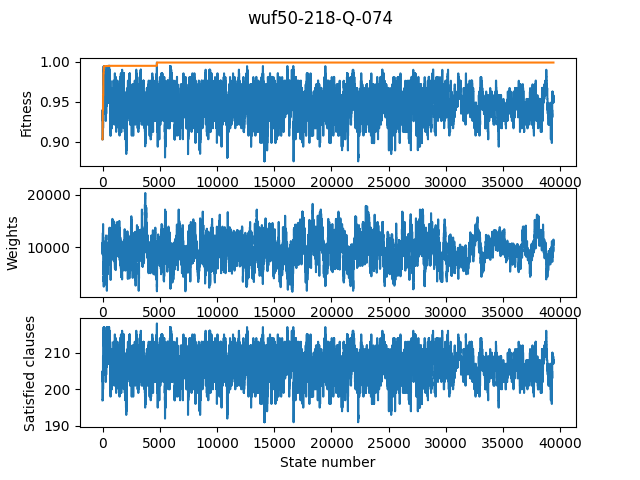 wuf50-218-Q-074
1.00
0.95
0.90
Fitness
0 5000 10000 15000 20000 25000 30000 35000 40000
20000
10000
Weights
0 5000 10000 15000 20000 25000 30000 35000 40000
210
200
190
Satisfied clauses
0 5000 10000 15000 20000 25000 30000 35000 40000
State number